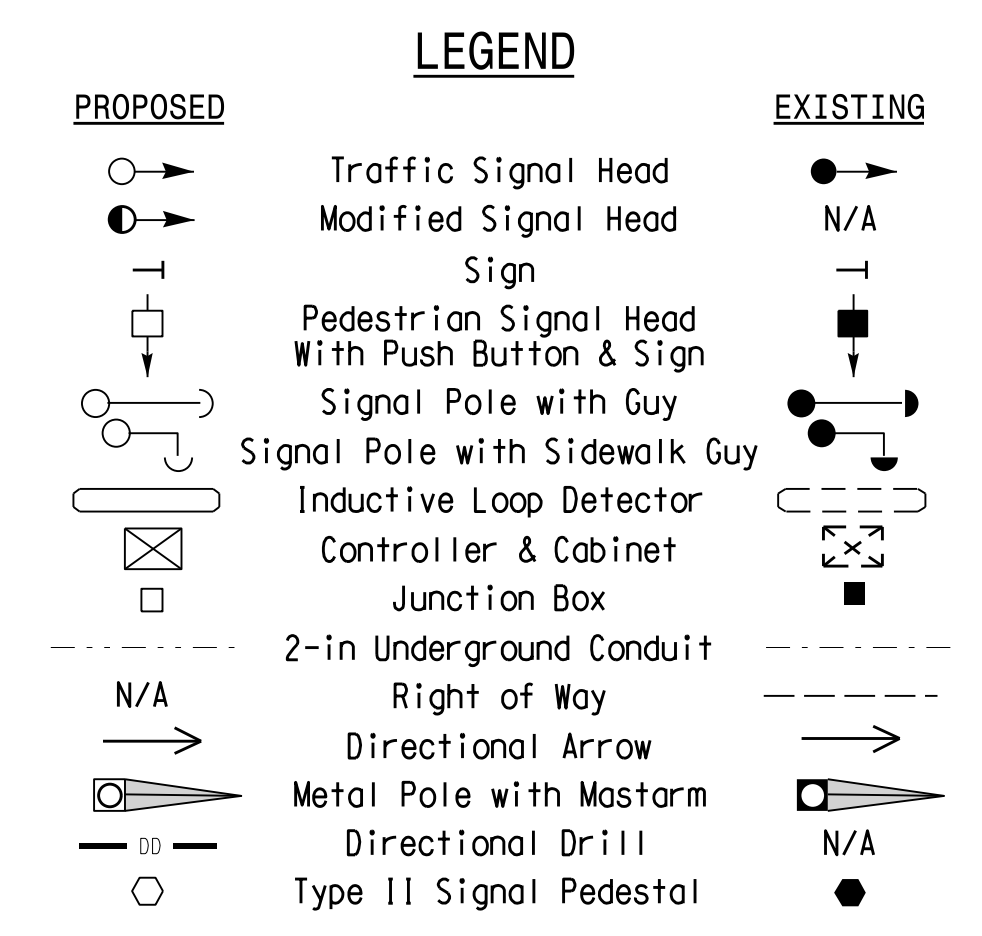 LEGEND
PROPOSED EXISTING
Traffic Signal Head
Modified Signal Head N/A
Sign
Pedestrian Signal Head
With Push Button & Sign
Signal Pole with Guy
Signal Pole with Sidewalk Guy
Inductive Loop Detector
Controller & Cabinet
Junction Box
2-in Underground Conduit
N/A Right of Way
Directional Arrow
Metal Pole with Mastarm
DD Directional Drill N/A
Type II Signal Pedestal